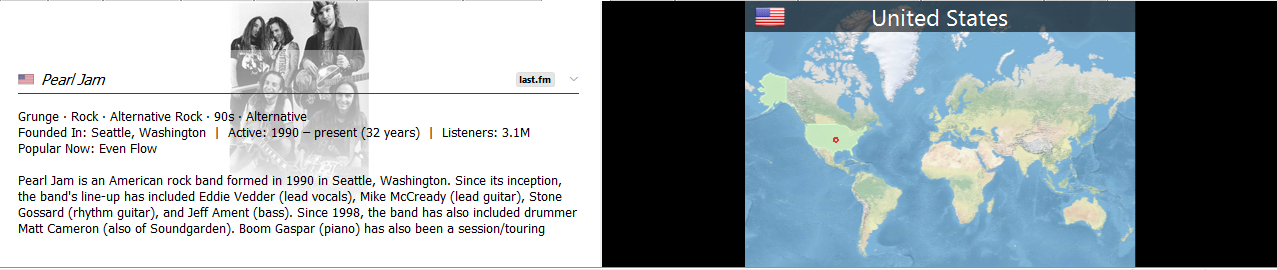 Pearl Jam
last.fm
Grunge · Rock · Alternative Rock · 90s · Alternative
Founded In: Seattle, Washington | Active: 1990 – present (32 years) | Listeners: 3.1M
Popular Now: Even Flow
Pearl Jam is an American rock band formed in 1990 in Seattle, Washington. Since its inception,
the band's line-up has included Eddie Vedder (lead vocals), Mike McCready (lead guitar), Stone
Gossard (rhythm guitar), and Jeff Ament (bass). Since 1998, the band has also included drummer
Matt Cameron (also of Soundgarden). Boom Gaspar (piano) has also been a session/touring
United States